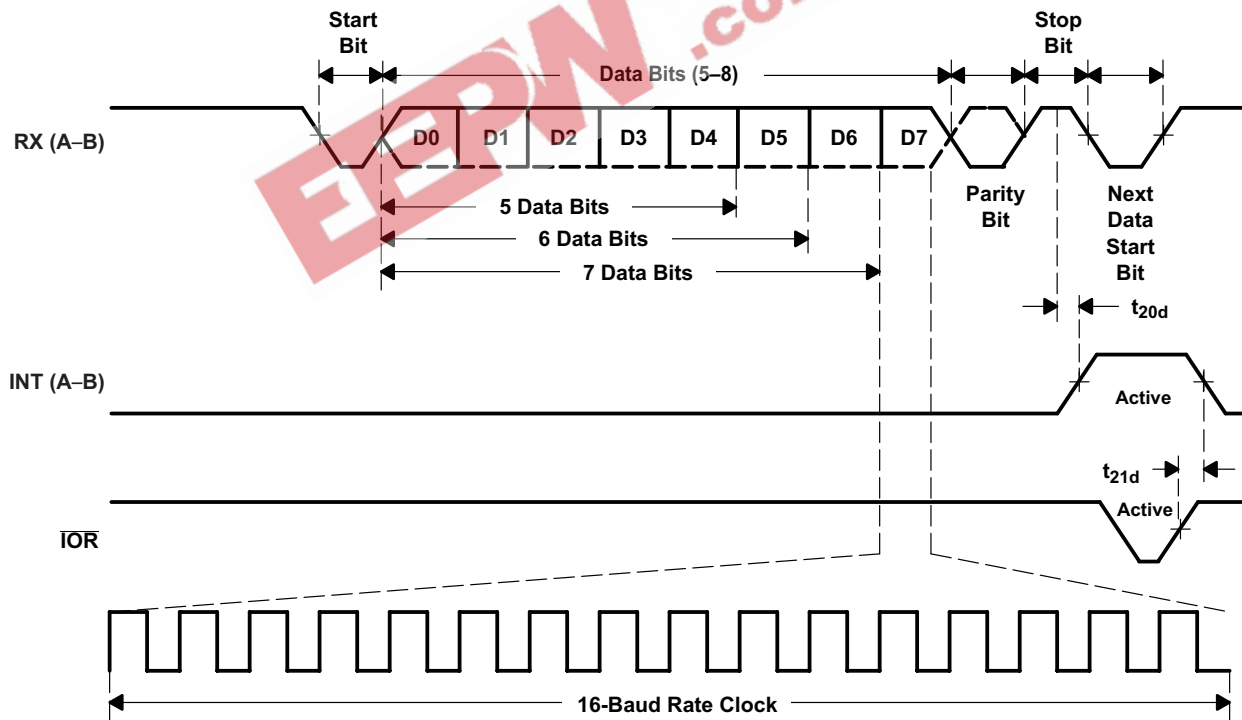 Start
Bit
Data Bits (5–8)
Stop
Bit
RX (A–B)
D0 D1 D2 D3 D4 D5 D6 D7
5 Data Bits
6 Data Bits
7 Data Bits
Parity
Bit
Next
Data
Start
Bit
t20d
INT (A–B)
Active
t21d
Active
IOR
16-Baud Rate Clock
EEPW .co